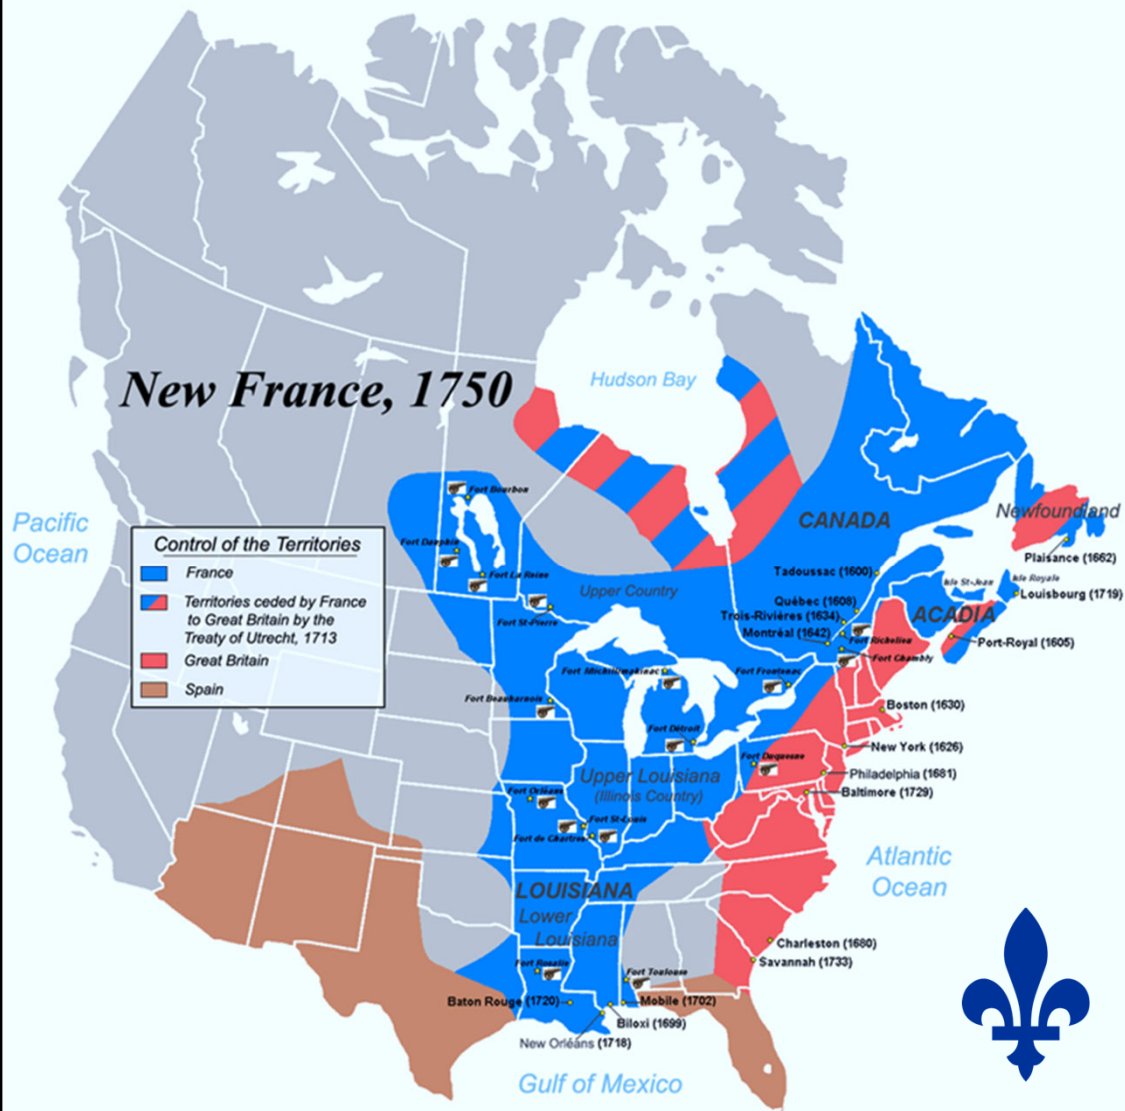 New France, 1750
Hudson Bay
Pacific
Ocean
Control of the Territories
France
Territories ceded by France
to Great Britain by the
Treaty of Utrecht, 1713
Great Britain
Spain
Fort Bourbon
Fort Dauphin
Fort La Reine
Fort St-Pierre
Upper Country
CANADA
Newfoundland
Plaisance (1662)
Tadoussac (1600)
Isle St-Jean
Isle Royale
Louisbourg (1719)
Québec (1608)
ACADIA
Trois-Rivières (1634)
Montréal (1642)
Fort Richelieu
Port-Royal (1605)
Fort Chambly
Fort Michilimakinac
Fort Frontenac
Fort Beauharnois
Boston (1630)
Fort Détroit
New York (1626)
Fort Duquesne
Philadelphia (1681)
Upper Louisiana
(Illinois Country)
Baltimore (1729)
Fort Orléans
Fort St-Louis
Fort de Chartres
Atlantic
Ocean
LOUISIANA
Lower
Louisiana
Charleston (1680)
Savannah (1733)
Fort Rosalie
Fort Toulouse
Baton Rouge (1720)
Mobile (1702)
Biloxi (1699)
New Orléans (1718)
Gulf of Mexico